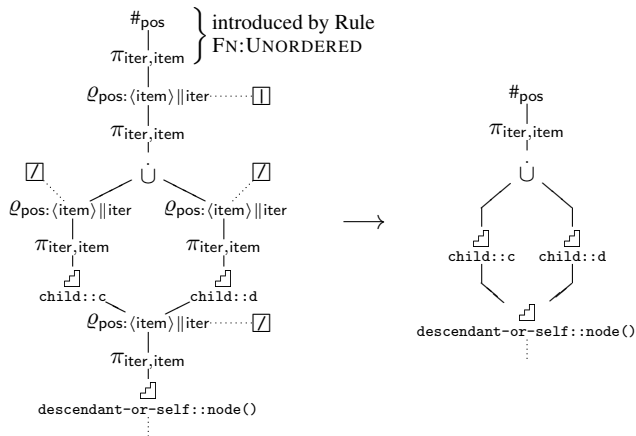 #pos
introduced by Rule
FN:UNORDERED
πiter,item
ϱpos:⟨item⟩‖iter
|
πiter,item
∪̇
/
/
ϱpos:⟨item⟩‖iter
ϱpos:⟨item⟩‖iter
πiter,item
πiter,item
child::c
child::d
ϱpos:⟨item⟩‖iter
/
πiter,item
descendant-or-self::node()
→
#pos
πiter,item
∪̇
child::c
child::d
descendant-or-self::node()